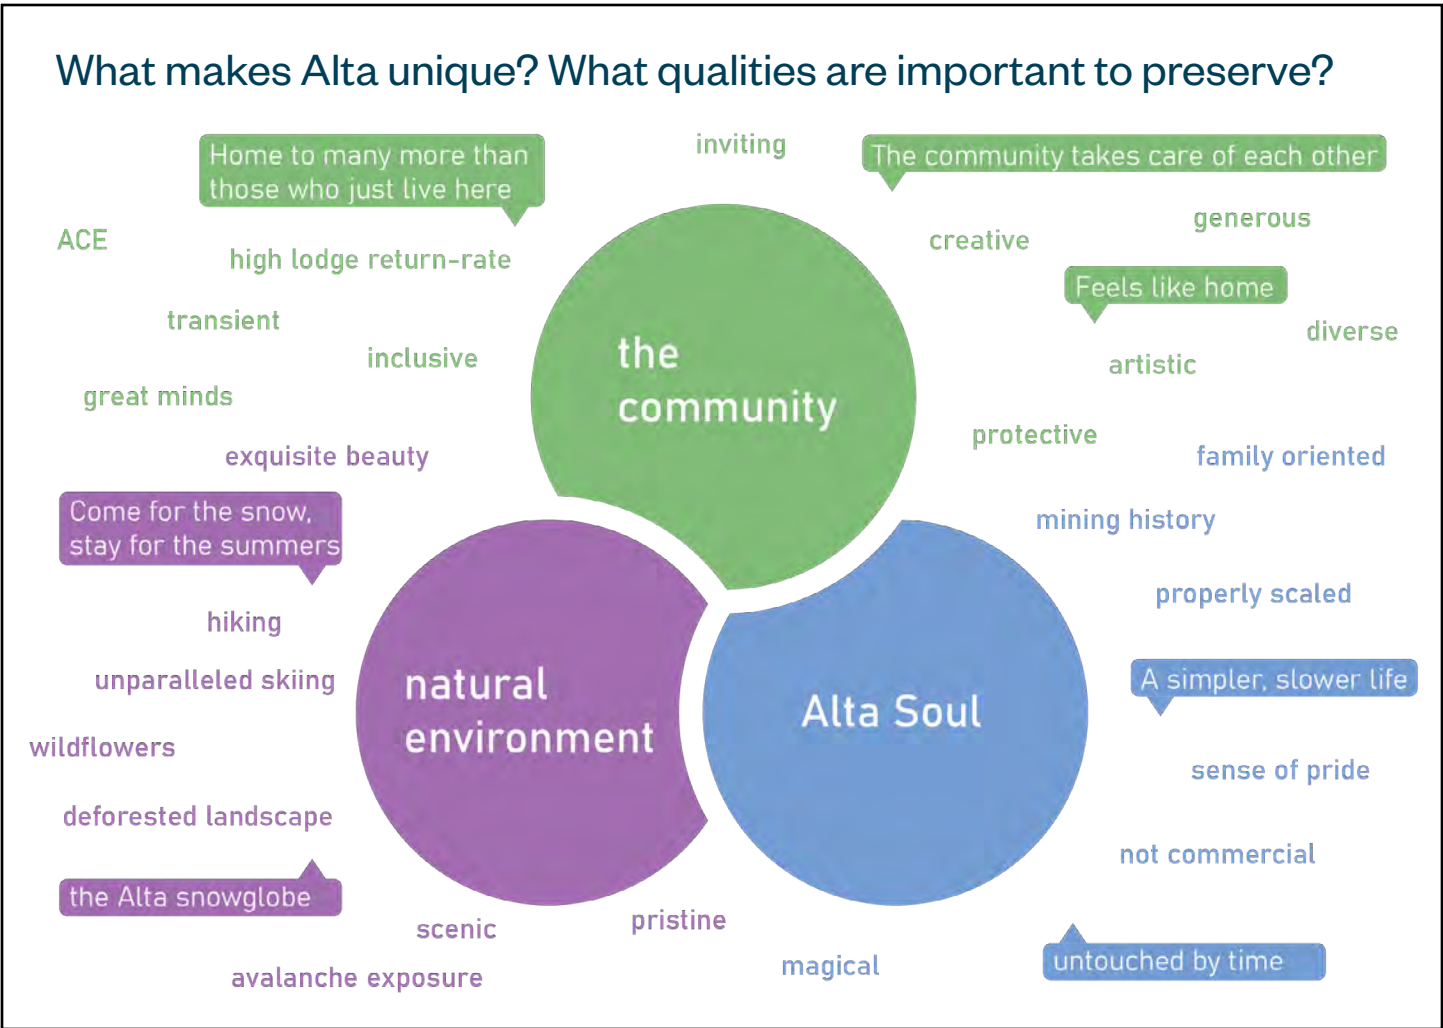 What makes Alta unique? What qualities are important to preserve?
inviting
Home to many more than
those who just live here
The community takes care of each other
generous
ACE
creative
high lodge return-rate
Feels like home
transient
diverse
inclusive
artistic
the
community
great minds
protective
exquisite beauty
family oriented
Come for the snow,
stay for the summers
mining history
properly scaled
hiking
unparalleled skiing
A simpler, slower life
natural
environment
Alta Soul
wildflowers
sense of pride
deforested landscape
not commercial
the Alta snowglobe
scenic
pristine
untouched by time
avalanche exposure
magical